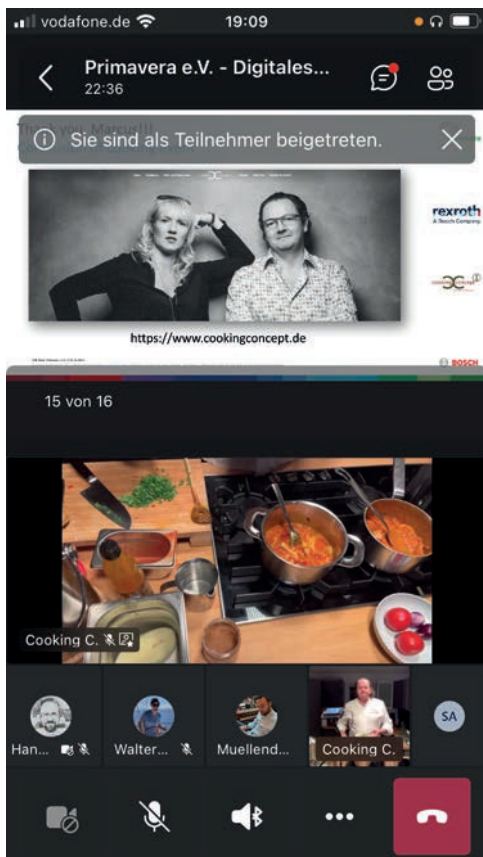 vodafone.de 19:09
Primavera e.V. - Digitales...
22:36
Sie sind als Teilnehmer beigetreten.
rexroth
A Bosch Company
https://www.cookingconcept.de
BOSCH
15 von 16
Cooking C.
Han...
Walter...
Muellend...
Cooking C.
SA